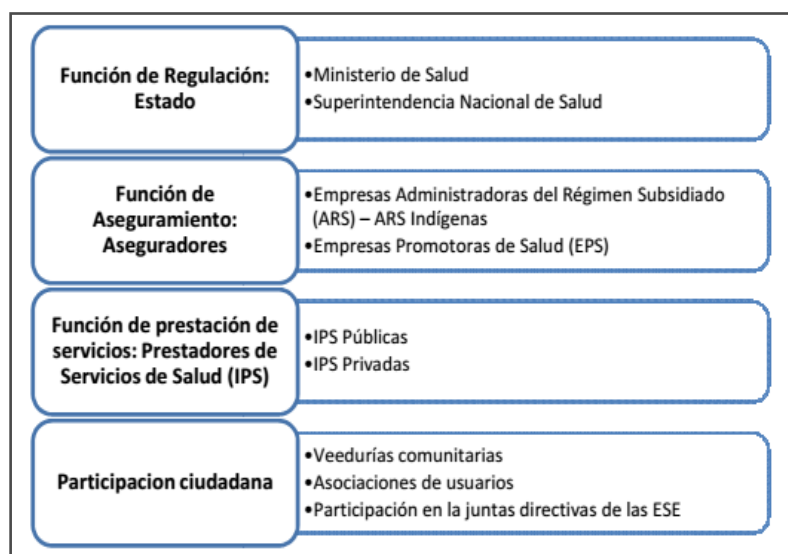 Función de Regulación:
Estado
•Ministerio de Salud
•Superintendencia Nacional de Salud
Función de
Aseguramiento:
Aseguradores
•Empresas Administradoras del Régimen Subsidiado
(ARS) – ARS Indígenas
•Empresas Promotoras de Salud (EPS)
Función de prestación de
servicios: Prestadores de
Servicios de Salud (IPS)
•IPS Públicas
•IPS Privadas
Participacion ciudadana
•Veedurías comunitarias
•Asociaciones de usuarios
•Participación en la juntas directivas de las ESE